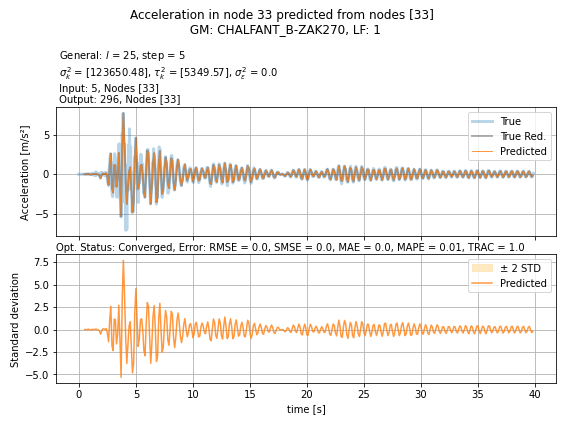 Acceleration in node 33 predicted from nodes [33]
GM: CHALFANT_B-ZAK270, LF: 1
General: l = 25, step = 5
σ²ₖ = [123650.48], τ²ₖ = [5349.57], σ²ε = 0.0
Input: 5, Nodes [33]
Output: 296, Nodes [33]
Acceleration [m/s²]
5
0
−5
True
True Red.
Predicted
Opt. Status: Converged, Error: RMSE = 0.0, SMSE = 0.0, MAE = 0.0, MAPE = 0.01, TRAC = 1.0
Standard deviation
7.5
5.0
2.5
0.0
−2.5
−5.0
± 2 STD
Predicted
0 5 10 15 20 25 30 35 40
time [s]